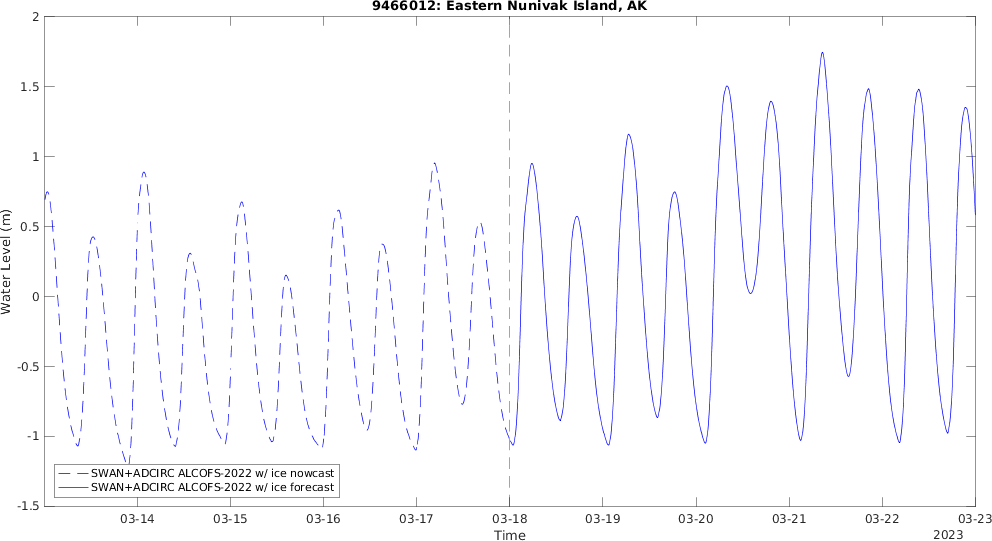 9466012: Eastern Nunivak Island, AK
Water Level (m)
2
1.5
1
0.5
0
-0.5
-1
-1.5
SWAN+ADCIRC ALCOFS-2022 w/ ice nowcast
SWAN+ADCIRC ALCOFS-2022 w/ ice forecast
03-14 03-15 03-16 03-17 03-18 03-19 03-20 03-21 03-22 03-23
Time
2023